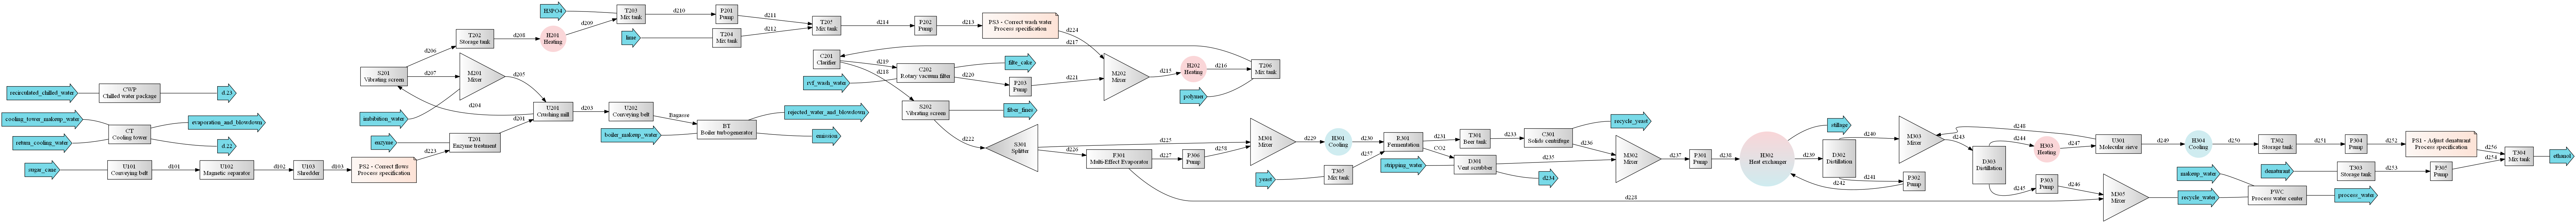 recirculated_chilled_water
CWP
Chilled water package
d.23
cooling_tower_makeup_water
return_cooling_water
CT
Cooling tower
evaporation_and_blowdown
d.22
sugar_cane
U101
Conveying belt
d101
U102
Magnetic separator
d102
U103
Shredder
d103
PS2 - Correct flows
Process specification
d223
enzyme
T201
Enzyme treatment
d201
imbibition_water
S201
Vibrating screen
d206
d207
d204
T202
Storage tank
M201
Mixer
d205
d208
H201
Heating
d209
H3PO4
T203
Mix tank
d210
P201
Pump
d211
lime
T204
Mix tank
d212
T205
Mix tank
d214
P202
Pump
d213
PS3 - Correct wash water
Process specification
d224
d217
U201
Crushing mill
d203
U202
Conveying belt
Bagasse
boiler_makeup_water
BT
Boiler turbogenerator
rejected_water_and_blowdown
emission
C201
Clarifier
d219
d218
rvf_wash_water
C202
Rotary vacuum filter
filte_cake
d220
P203
Pump
d221
M202
Mixer
d215
H202
Heating
d216
T206
Mix tank
polymer
S202
Vibrating screen
fiber_fines
d222
S301
Splitter
d225
d226
F301
Multi-Effect Evaporator
d227
P306
Pump
d258
d228
M301
Mixer
d229
H301
Cooling
d230
yeast
T305
Mix tank
d257
R301
Fermentation
d231
CO2
T301
Beer tank
d233
stripping_water
D301
Vent scrubber
d235
d234
C301
Solids centrifuge
recycle_yeast
d236
M302
Mixer
d237
P301
Pump
d238
H302
Heat exchanger
stillage
d239
D302
Distillation
d240
d241
d242
P302
Pump
M303
Mixer
d243
d248
D303
Distillation
d244
d245
H303
Heating
d247
P303
Pump
d246
U301
Molecular sieve
d249
H304
Cooling
d250
T302
Storage tank
d251
P304
Pump
d252
PS1 - Adjust denaturant
Process specification
d256
denaturant
T303
Storage tank
d253
P305
Pump
d254
T304
Mix tank
ethanol
M305
Mixer
makeup_water
recycle_water
PWC
Process water center
process_water